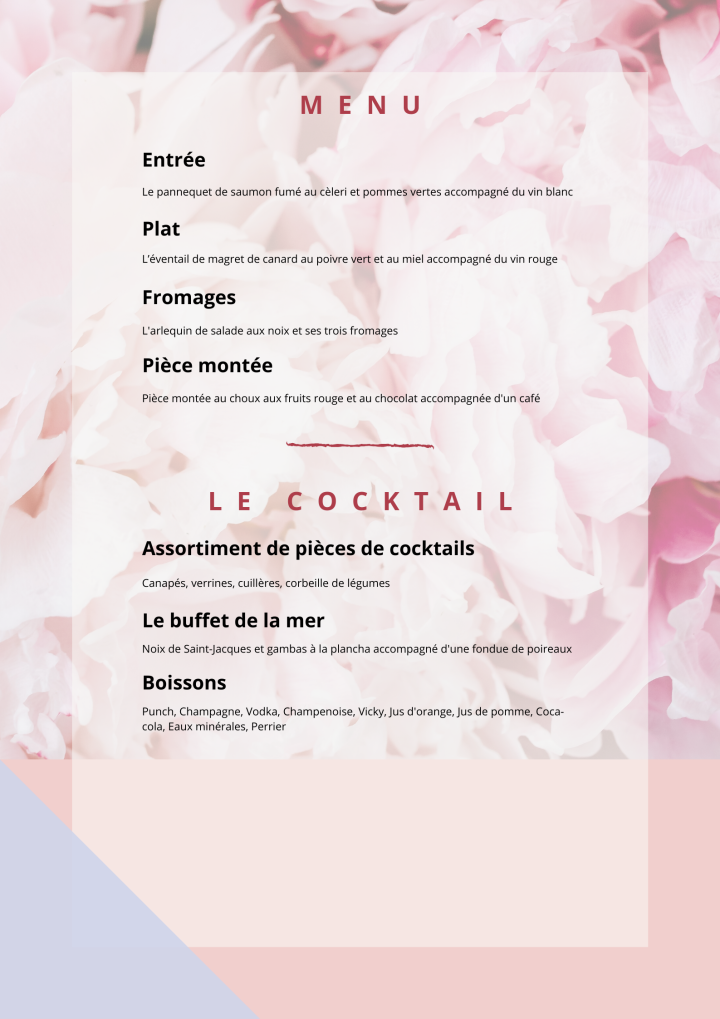 MENU
Entrée
Le pannequet de saumon fumé au cèleri et pommes vertes accompagné du vin blanc
Plat
L'éventail de magret de canard au poivre vert et au miel accompagné du vin rouge
Fromages
L'arlequin de salade aux noix et ses trois fromages
Pièce montée
Pièce montée au choux aux fruits rouge et au chocolat accompagnée d'un café
LE COCKTAIL
Assortiment de pièces de cocktails
Canapés, verrines, cuillères, corbeille de légumes
Le buffet de la mer
Noix de Saint-Jacques et gambas à la plancha accompagné d'une fondue de poireaux
Boissons
Punch, Champagne, Vodka, Champenoise, Vicky, Jus d'orange, Jus de pomme, Coca-
cola, Eaux minérales, Perrier